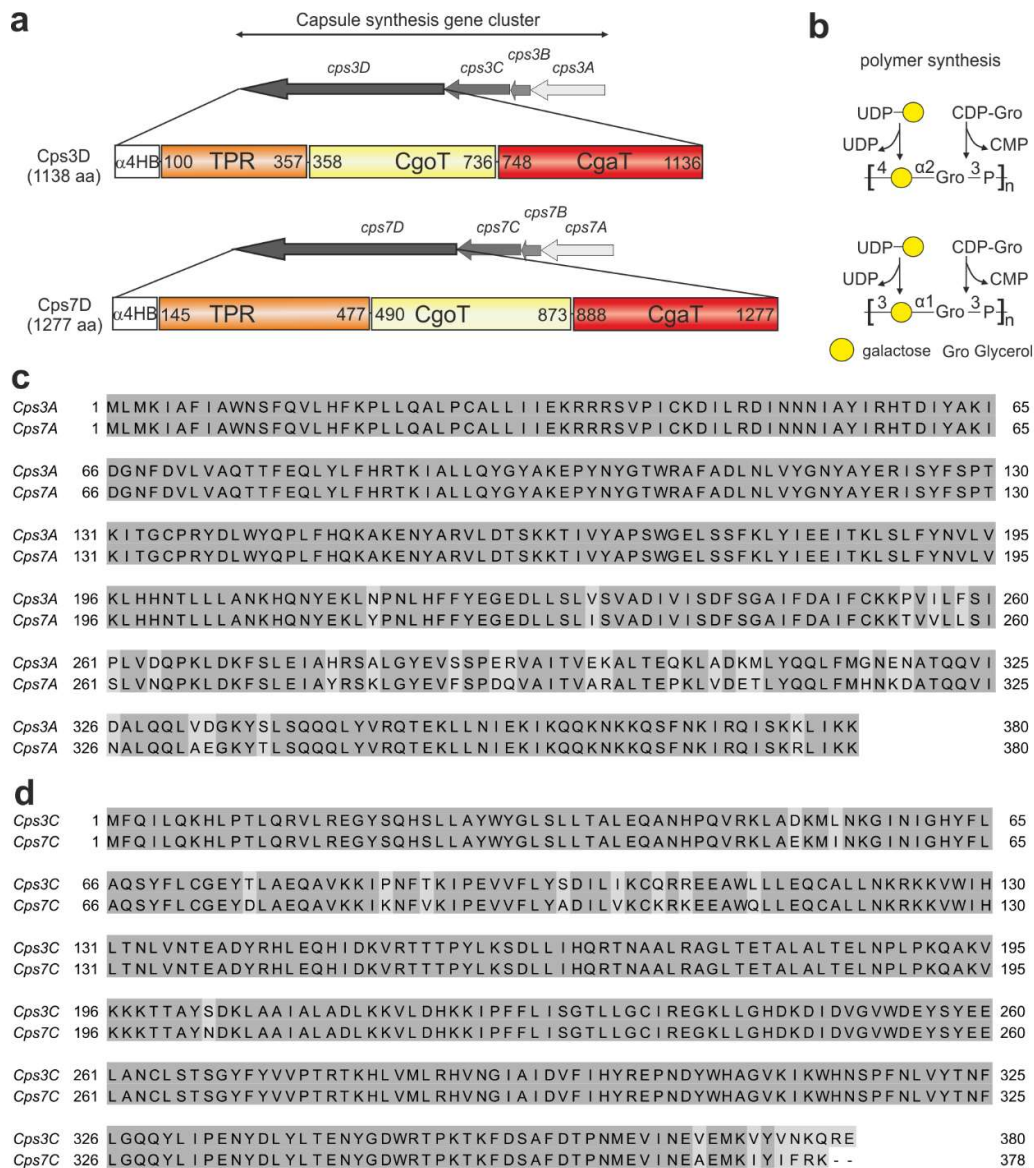 a
Capsule synthesis gene cluster
cps3D
cps3C
cps3B
cps3A
Cps3D
(1138 aa)
α4HB 100 TPR 357 358 CgoT 736 748 CgaT 1136
cps7D
cps7C
cps7B
cps7A
Cps7D
(1277 aa)
α4HB 145 TPR 477 490 CgoT 873 888 CgaT 1277
b
polymer synthesis
UDP CDP-Gro
UDP CMP
[ 4 α2 Gro 3 P ]n
UDP CDP-Gro
UDP CMP
[ 3 α1 Gro 3 P ]n
galactose Gro Glycerol
c
Cps3A 1 MLMKIAFIAWNSFQVLHFKPLLQALPCALLIIEKRRRSVPICKDILRDINNNIAYIRHTDIYAKI 65
Cps7A 1 MLMKIAFIAWNSFQVLHFKPLLQALPCALLIIEKRRRSVPICKDILRDINNNIAYIRHTDIYAKI 65
Cps3A 66 DGNFDVLVAQTTFEQLYLFHRTKIALLQYGYAKEPYNYGTWRAFADLNLVYGNYAYERISYFSPT 130
Cps7A 66 DGNFDVLVAQTTFEQLYLFHRTKIALLQYGYAKEPYNYGTWRAFADLNLVYGNYAYERISYFSPT 130
Cps3A 131 KITGCPRYDLWYQPLFHQKAKENYARVLDTSKKTIVYAPSWGELSSFKLYIEEITKLSLFYNVLV 195
Cps7A 131 KITGCPRYDLWYQPLFHQKAKENYARVLDTSKKTIVYAPSWGELSSFKLYIEEITKLSLFYNVLV 195
Cps3A 196 KLHHNTLLLANKHQNYEKLNPNLHFFYEGEDLLSLVSVADIVISDFSGAIFDAIFCKKPVILFSI 260
Cps7A 196 KLHHNTLLLANKHQNYEKLYPNLHFFYEGEDLLSLISVADIVISDFSGAIFDAIFCKKTVVLLSI 260
Cps3A 261 PLVDQPKLDKFSLEIAHRSALGYEVSSPERVAITVEKALTEQKLADKMLYQQLFMGNENATQQVI 325
Cps7A 261 SLVNQPKLDKFSLEIAYRSKLGYEVFSPDQVAITVARALTEPKLVDETLYQQLFMHNKDATQQVI 325
Cps3A 326 DALQQLVDGKYSLSQQQLYVRQTEKLLNIEKIKQQKNKKQSFNKIRQISKKLIKK 380
Cps7A 326 NALQQLAEGKYTLSQQQLYVRQTEKLLNIEKIKQQKNKKQSFNKIRQISKRLIKK 380
d
Cps3C 1 MFQILQKHLPTLQRVLREGYSQHSLLAYWYGLSLLTALEQANHPQVRKLADKMLNKGINIGHYFL 65
Cps7C 1 MFQILQKHLPTLQRVLREGYSQHSLLAYWYGLSLLTALEQANHPQVRKLAEKMINKGINIGHYFL 65
Cps3C 66 AQSYFLCGEYTLAEQAVKKIPNFTKIPEVVFLYSDILIKCQRREEAWLLLEQCALLNKRKKVWIH 130
Cps7C 66 AQSYFLCGEYDLAEQAVKKIKNFVKIPEVVFLYADILVKCKRKEEAWQLLEQCALLNKRKKVWIH 130
Cps3C 131 LTNLVNTEADYRHLEQHIDKVRTTTPYLKSDLLIHQRTNAALRAGLTETALALTELNPLPKQAKV 195
Cps7C 131 LTNLVNTEADYRHLEQHIDKVRTTTPYLKSDLLIHQRTNAALRAGLTETALALTELNPLPKQAKV 195
Cps3C 196 KKKTTAYSDKLAAIALADLKKVLDHKKIPFFLISGTLLGCIREGKLLGHDKDIDVGVWDEYSYEE 260
Cps7C 196 KKKTTAYNDKLAAIALADLKKVLDHKKIPFFLISGTLLGCIREGKLLGHDKDIDVGVWDEYSYEE 260
Cps3C 261 LANCLSTSGYFYVVPTRTKHLVMLRHVNGIAIDVFIHYREPNDYWHAGVKIKWHNSPFNLVYTNF 325
Cps7C 261 LANCLSTSGYFYVVPTRTKHLVMLRHVNGIAIDVFIHYREPNDYWHAGVKIKWHNSPFNLVYTNF 325
Cps3C 326 LGQQYLIPENYDLYLTENYGDWRTPKTKFDSAFDTPNMEVINEVEMKVYVNKQRE 380
Cps7C 326 LGQQYLIPENYDLYLTENYGDWRTPKTKFDSAFDTPNMEVINEAEMKIYIFRK-- 378